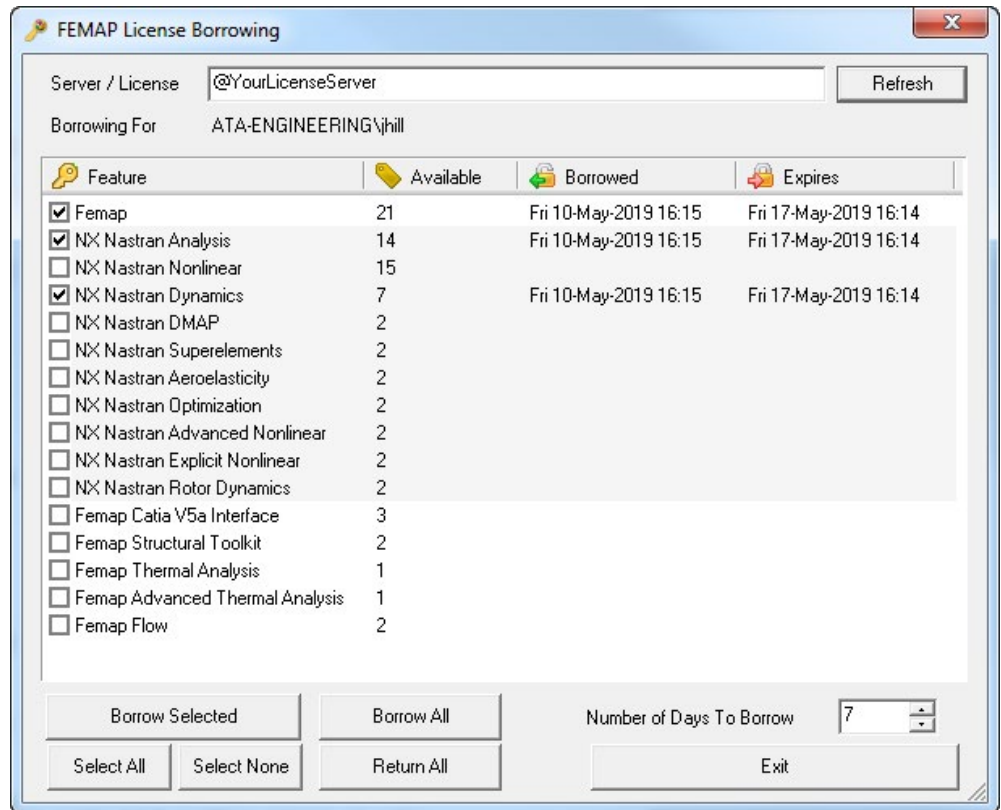 FEMAP License Borrowing
Server / License @YourLicenseServer Refresh
Borrowing For ATA-ENGINEERING\jhill
Feature Available Borrowed Expires
Femap 21 Fri 10-May-2019 16:15 Fri 17-May-2019 16:14
NX Nastran Analysis 14 Fri 10-May-2019 16:15 Fri 17-May-2019 16:14
NX Nastran Nonlinear 15
NX Nastran Dynamics 7 Fri 10-May-2019 16:15 Fri 17-May-2019 16:14
NX Nastran DMAP 2
NX Nastran Superelements 2
NX Nastran Aeroelasticity 2
NX Nastran Optimization 2
NX Nastran Advanced Nonlinear 2
NX Nastran Explicit Nonlinear 2
NX Nastran Rotor Dynamics 2
Femap Catia V5a Interface 3
Femap Structural Toolkit 2
Femap Thermal Analysis 1
Femap Advanced Thermal Analysis 1
Femap Flow 2
Borrow Selected Borrow All Number of Days To Borrow 7
Select All Select None Return All Exit